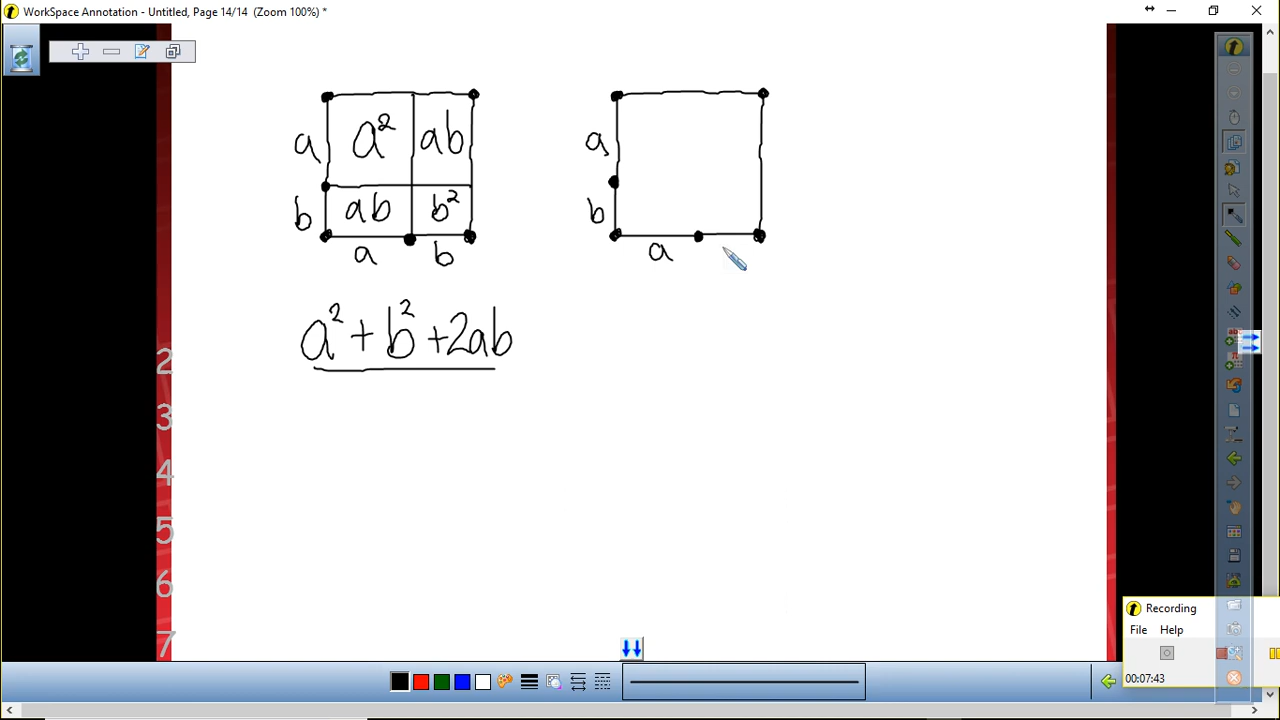 WorkSpace Annotation - Untitled, Page 14/14 (Zoom 100%) *
a a² ab a
b ab b² b
a b a
a² + b² + 2ab
2
3
4
5
6
7
Recording
File Help
00:07:43